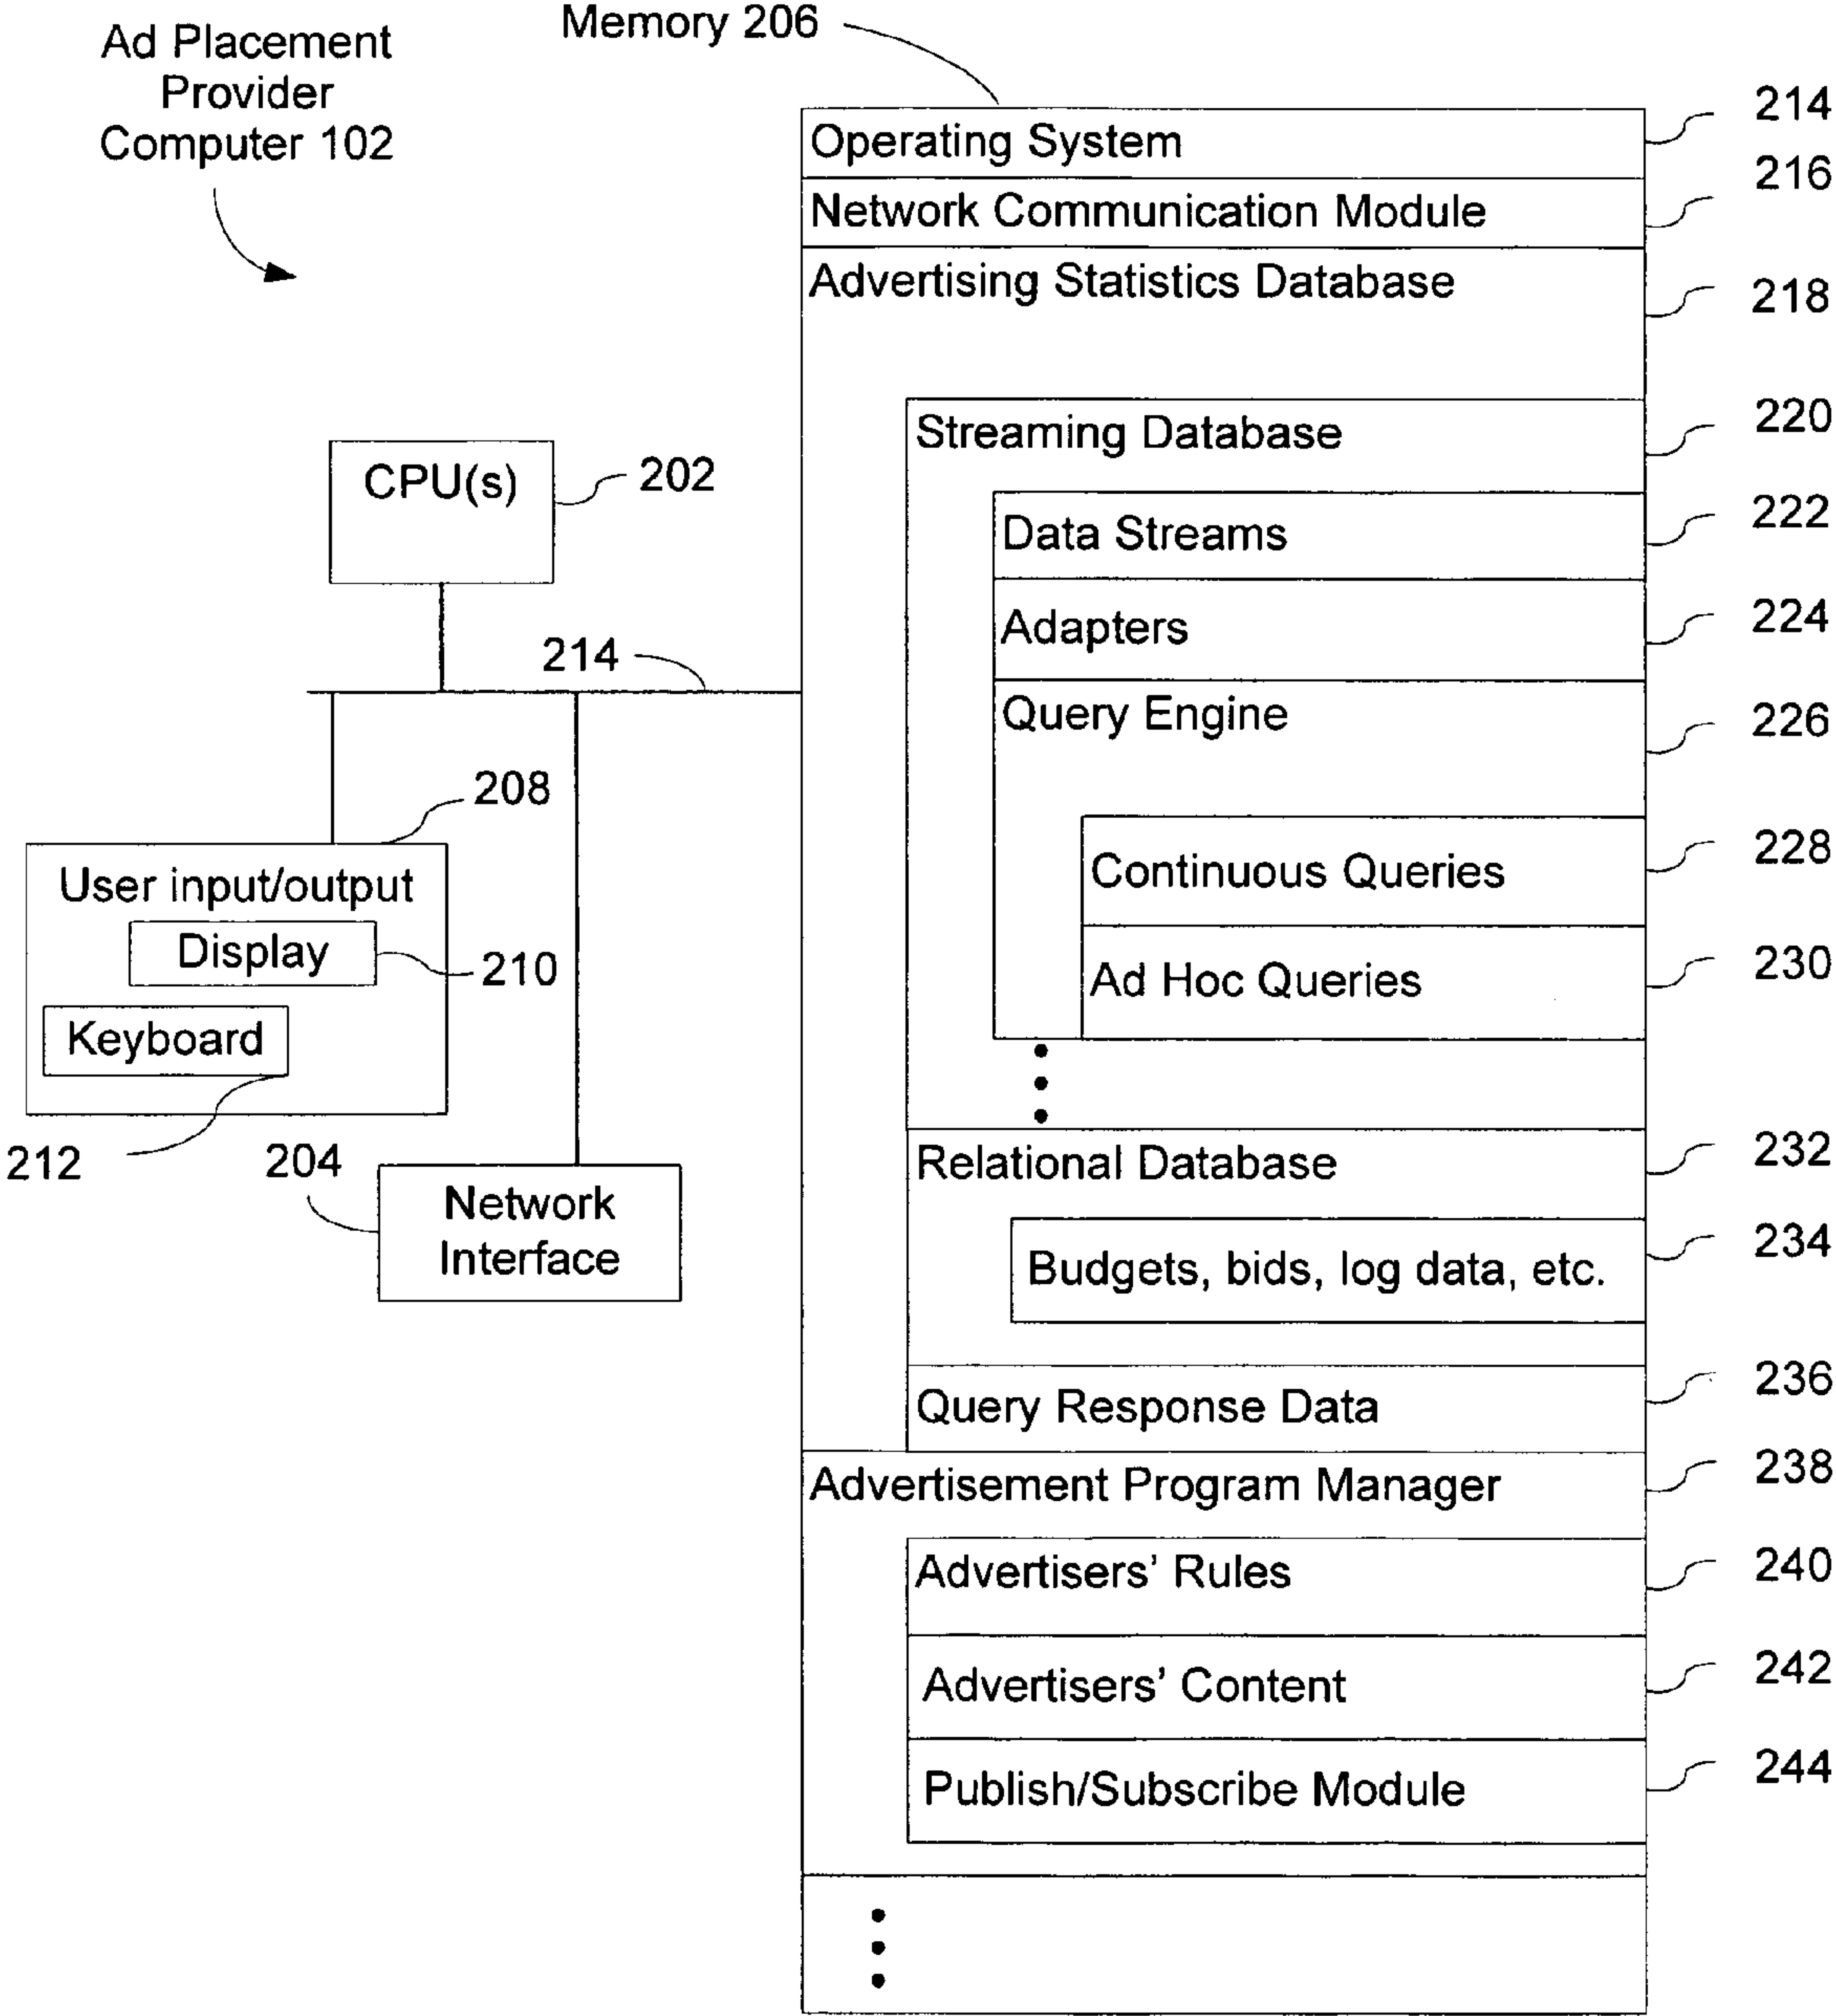 Ad Placement
Provider
Computer 102
Memory 206
Operating System
214
Network Communication Module
216
Advertising Statistics Database
218
Streaming Database
220
Data Streams
222
Adapters
224
Query Engine
226
Continuous Queries
228
Ad Hoc Queries
230
Relational Database
232
Budgets, bids, log data, etc.
234
Query Response Data
236
Advertisement Program Manager
238
Advertisers’ Rules
240
Advertisers’ Content
242
Publish/Subscribe Module
244
CPU(s)
202
214
208
User input/output
Display
210
Keyboard
212
204
Network
Interface